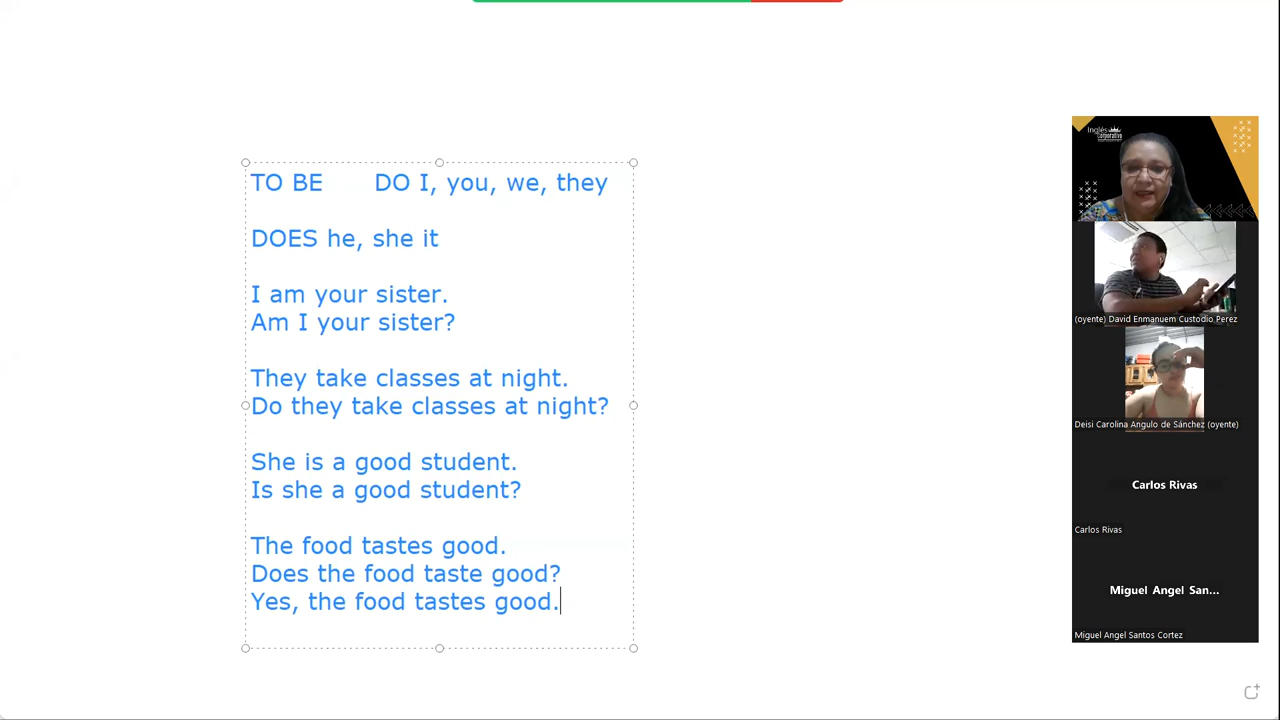 TO BE DO I, you, we, they
DOES he, she it
I am your sister.
Am I your sister?
They take classes at night.
Do they take classes at night?
She is a good student.
Is she a good student?
The food tastes good.
Does the food taste good?
Yes, the food tastes good.
Inglés
Corporativo
(oyente) David Enmanuem Custodio Perez
Deisi Carolina Angulo de Sánchez (oyente)
Carlos Rivas
Carlos Rivas
Miguel Angel San...
Miguel Angel Santos Cortez